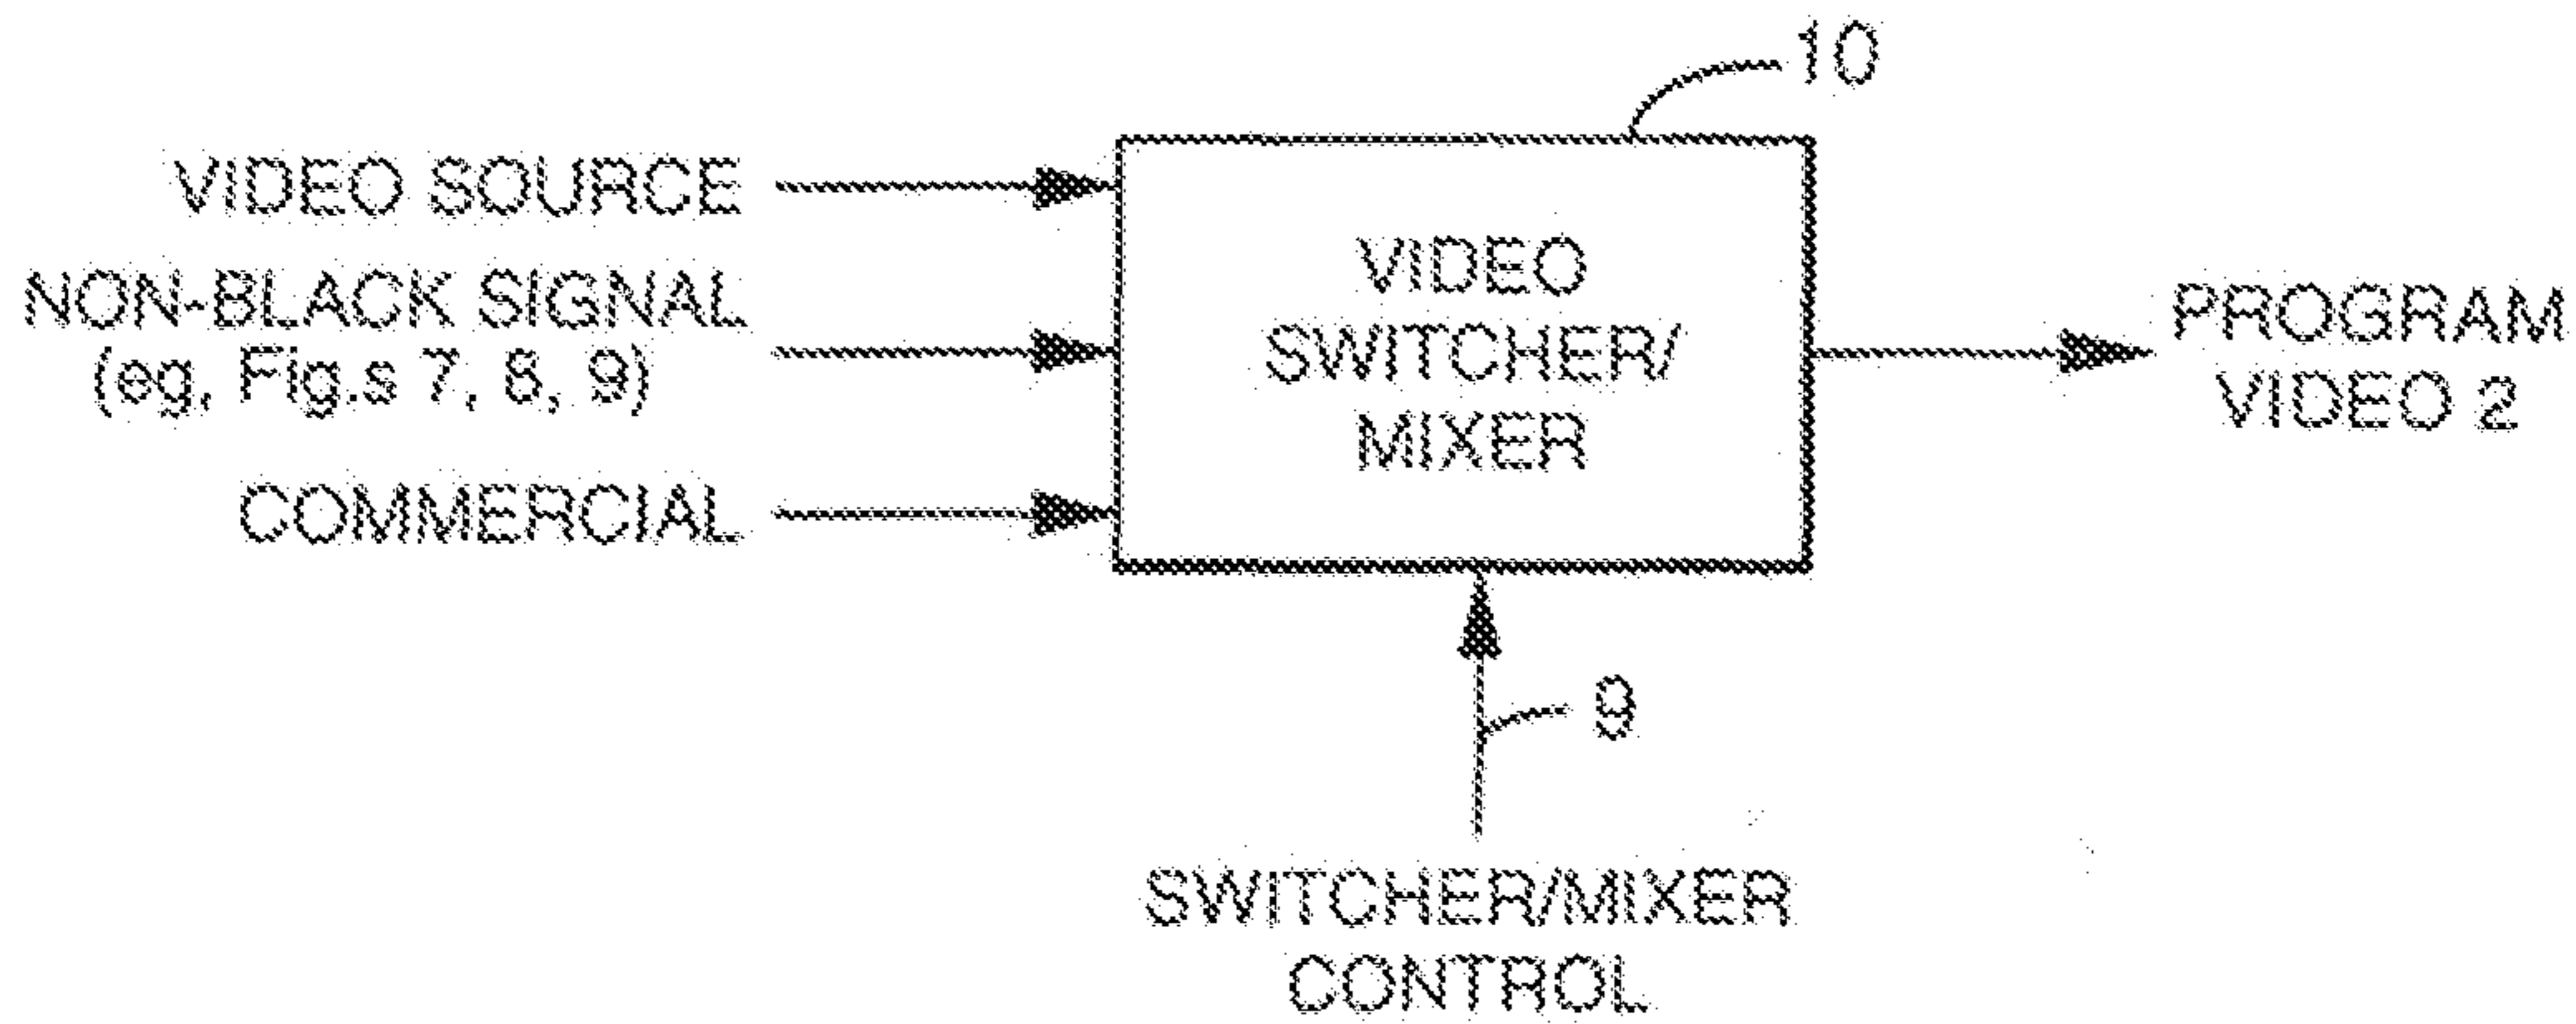 10
VIDEO SOURCE
NON-BLACK SIGNAL
(eg, Fig.s 7, 8, 9)
COMMERCIAL
VIDEO
SWITCHER/
MIXER
PROGRAM
VIDEO 2
9
SWITCHER/MIXER
CONTROL